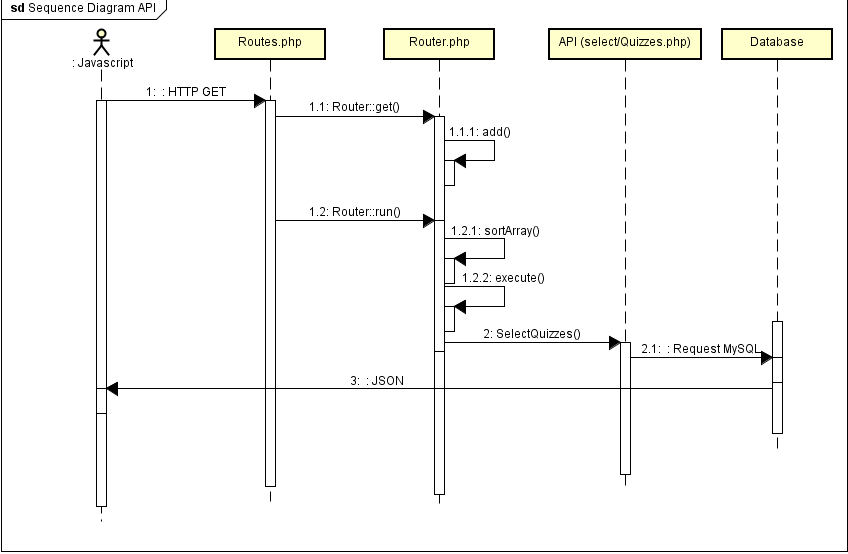 sd Sequence Diagram API
: Javascript
Routes.php
Router.php
API (select/Quizzes.php)
Database
1: : HTTP GET
1.1: Router::get()
1.1.1: add()
1.2: Router::run()
1.2.1: sortArray()
1.2.2: execute()
2: SelectQuizzes()
2.1: : Request MySQL
3: : JSON